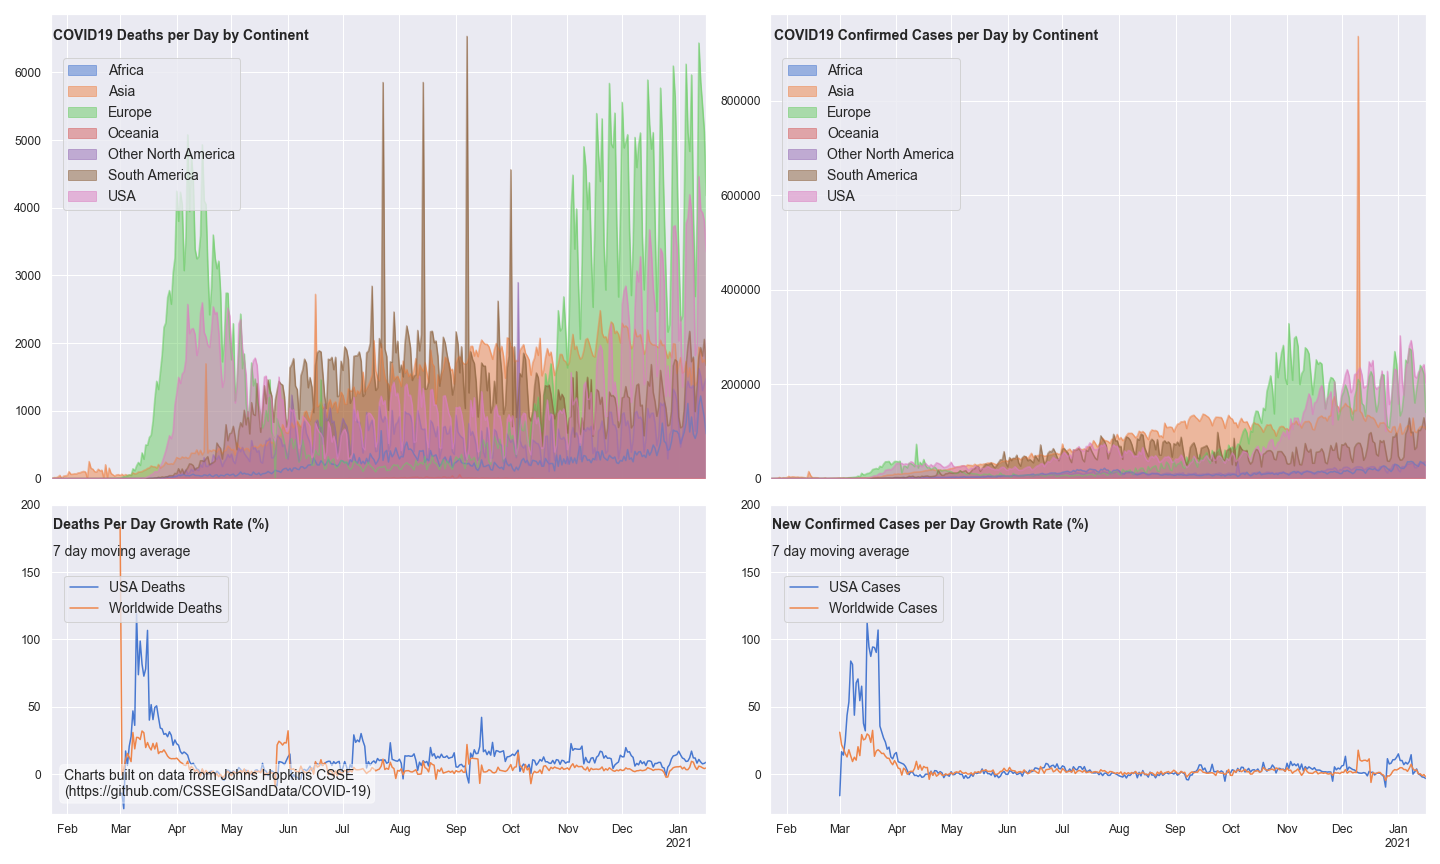 COVID19 Deaths per Day by Continent
Africa
Asia
Europe
Oceania
Other North America
South America
USA
6000
5000
4000
3000
2000
1000
0
COVID19 Confirmed Cases per Day by Continent
Africa
Asia
Europe
Oceania
Other North America
South America
USA
800000
600000
400000
200000
0
Deaths Per Day Growth Rate (%)
7 day moving average
USA Deaths
Worldwide Deaths
200
150
100
50
0
Charts built on data from Johns Hopkins CSSE
(https://github.com/CSSEGISandData/COVID-19)
Feb Mar Apr May Jun Jul Aug Sep Oct Nov Dec Jan
2021
New Confirmed Cases per Day Growth Rate (%)
7 day moving average
USA Cases
Worldwide Cases
200
150
100
50
0
Feb Mar Apr May Jun Jul Aug Sep Oct Nov Dec Jan
2021